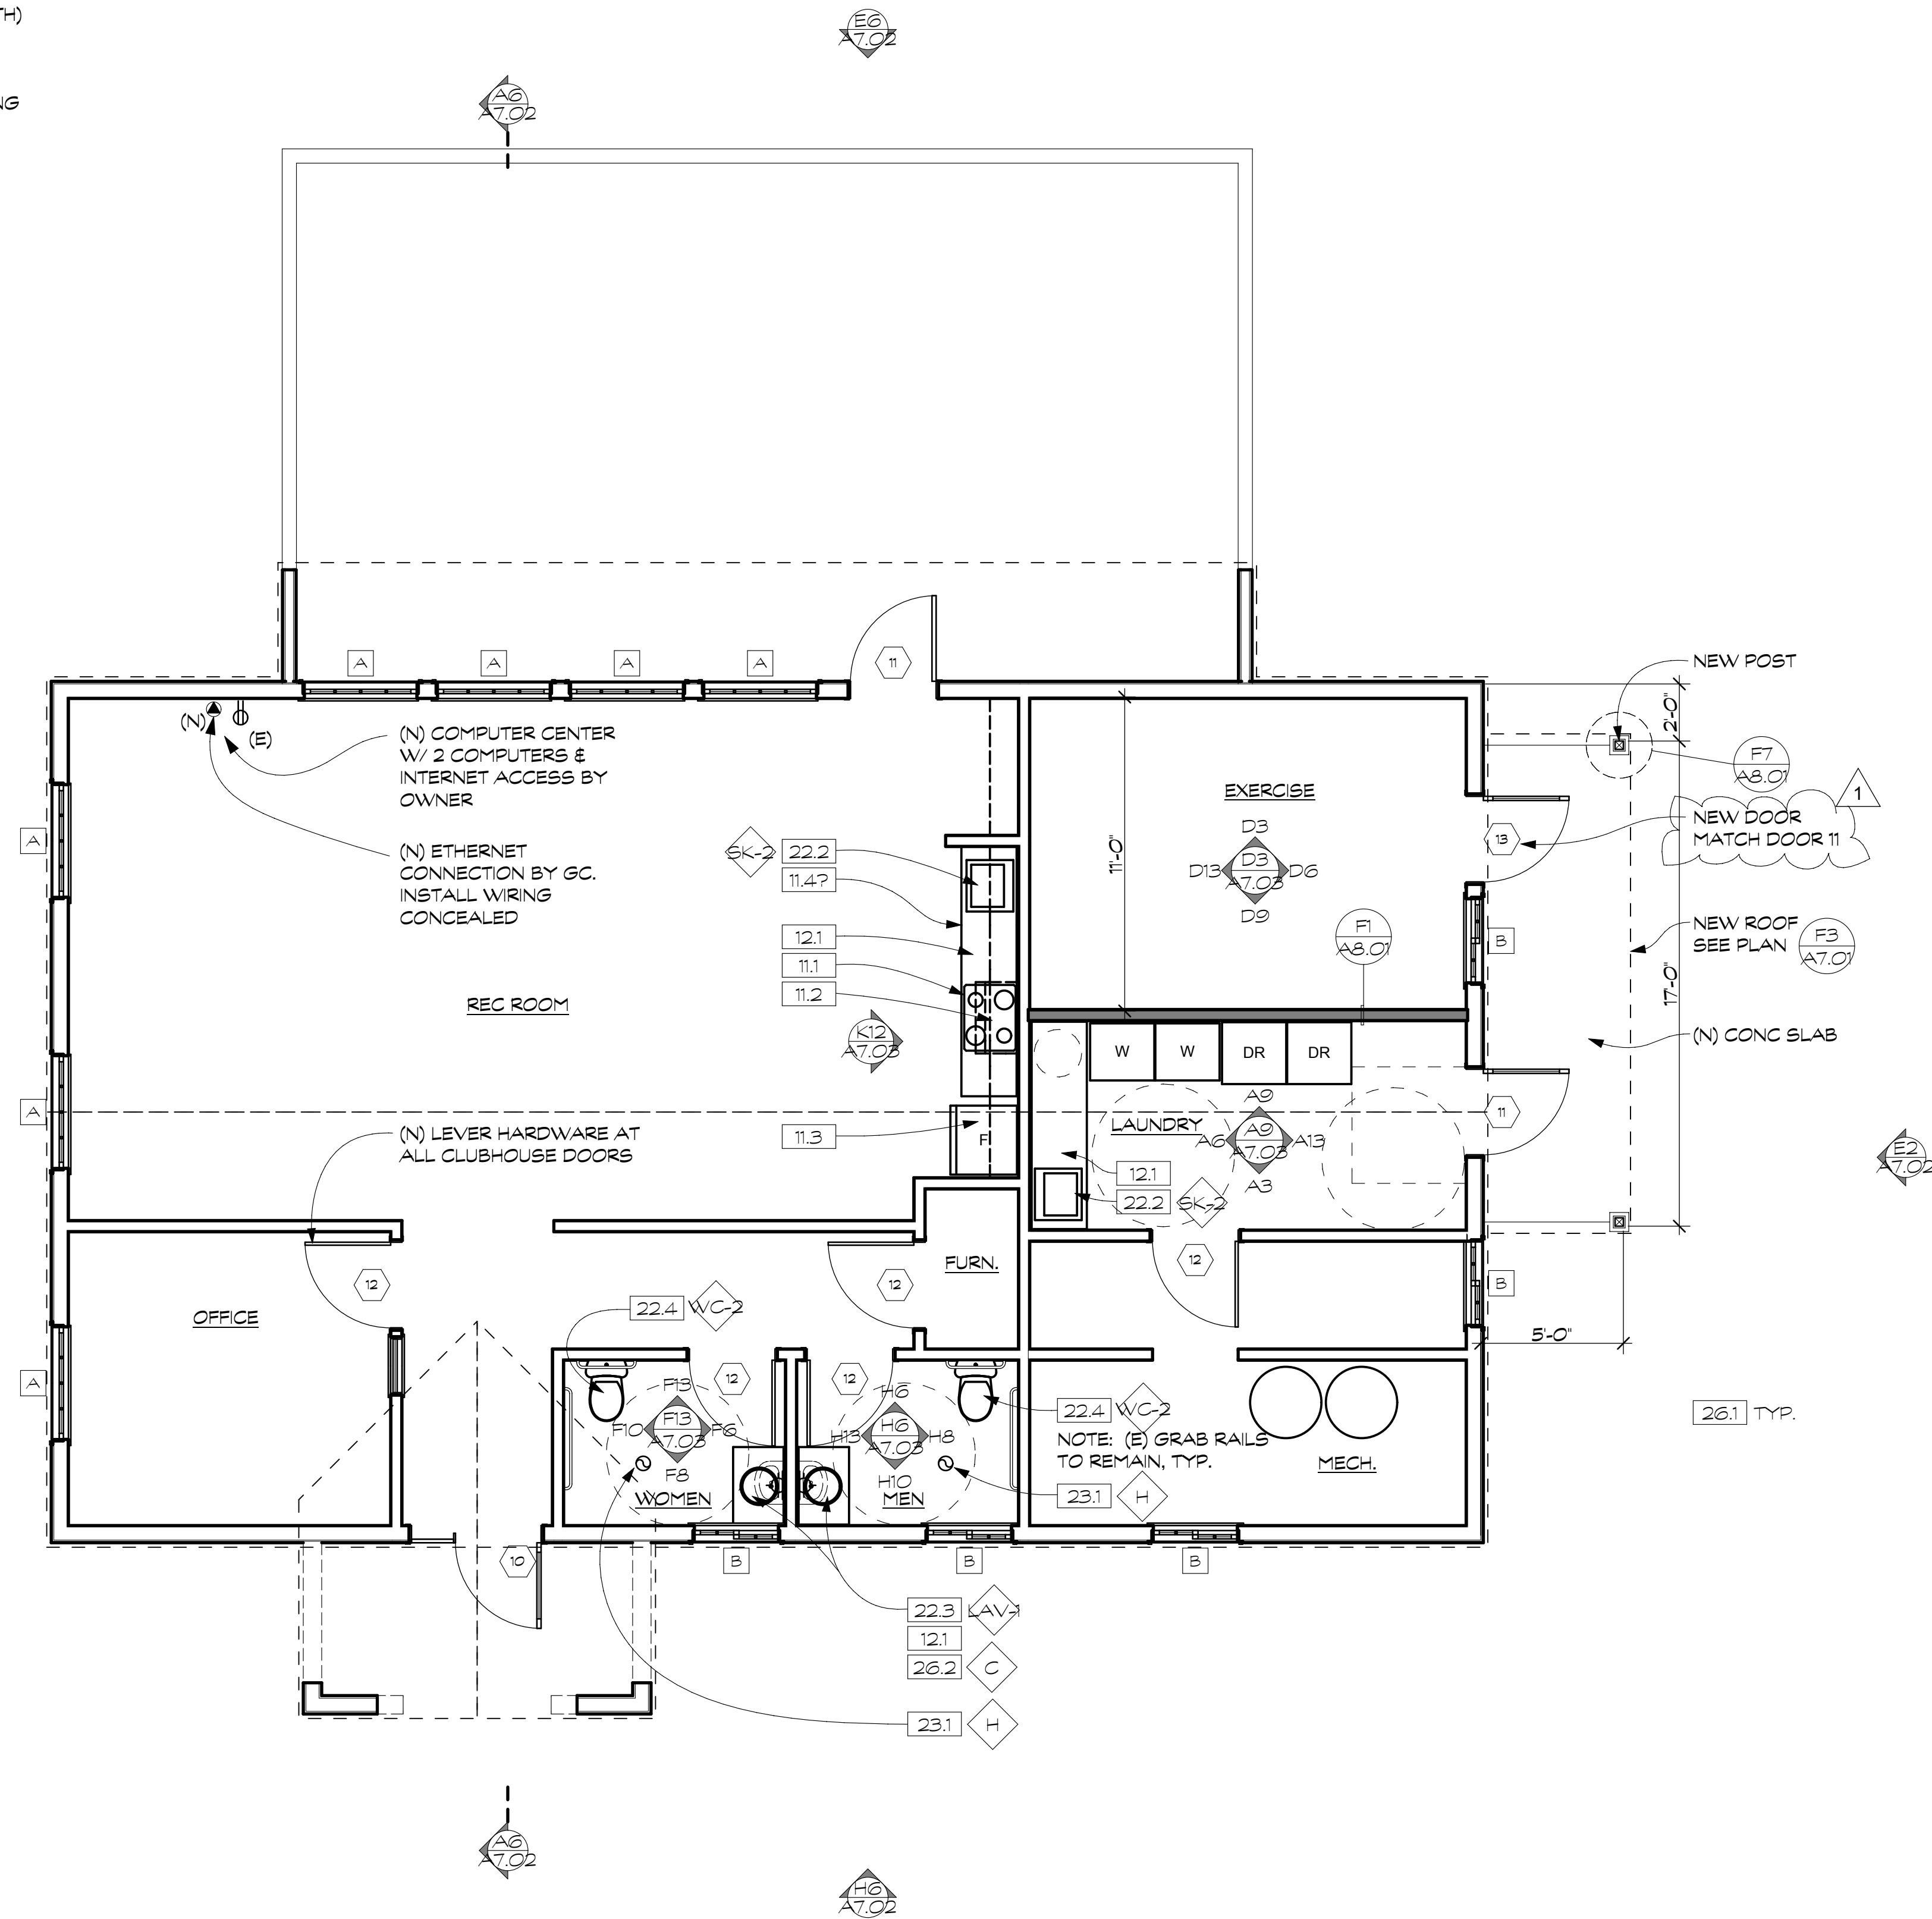 TH)
NG
E6
A7.02
A6
A7.02
A
A
A
A
11
NEW POST
2'-0"
(N)
(E)
(N) COMPUTER CENTER
W/ 2 COMPUTERS &
INTERNET ACCESS BY
OWNER
F7
A8.01
EXERCISE
1
NEW DOOR
MATCH DOOR 11
13
A
(N) ETHERNET
CONNECTION BY GC.
INSTALL WIRING
CONCEALED
SK-2
22.2
11.4?
11'-0"
D3
D13
D3
A7.03
D6
D9
F1
A8.01
B
NEW ROOF
SEE PLAN
F3
A7.01
12.1
11.1
11.2
17'-0"
REC ROOM
K12
A7.03
(N) CONC SLAB
W
W
DR
DR
A
11
A9
LAUNDRY
A6
A9
A7.03
A13
A3
(N) LEVER HARDWARE AT
ALL CLUBHOUSE DOORS
11.3
F
12.1
22.2
SK-2
E2
A7.02
FURN.
12
12
12
B
OFFICE
22.4
WC-2
5'-0"
A
12
12
F13
F10
F13
A7.03
F6
F8
WOMEN
H6
H13
H6
A7.03
H8
H10
MEN
22.4
WC-2
NOTE: (E) GRAB RAILS
TO REMAIN, TYP.
23.1
H
MECH.
26.1
TYP.
10
B
B
B
22.3
LAV-1
12.1
26.2
C
23.1
H
A6
A7.02
H6
A7.02